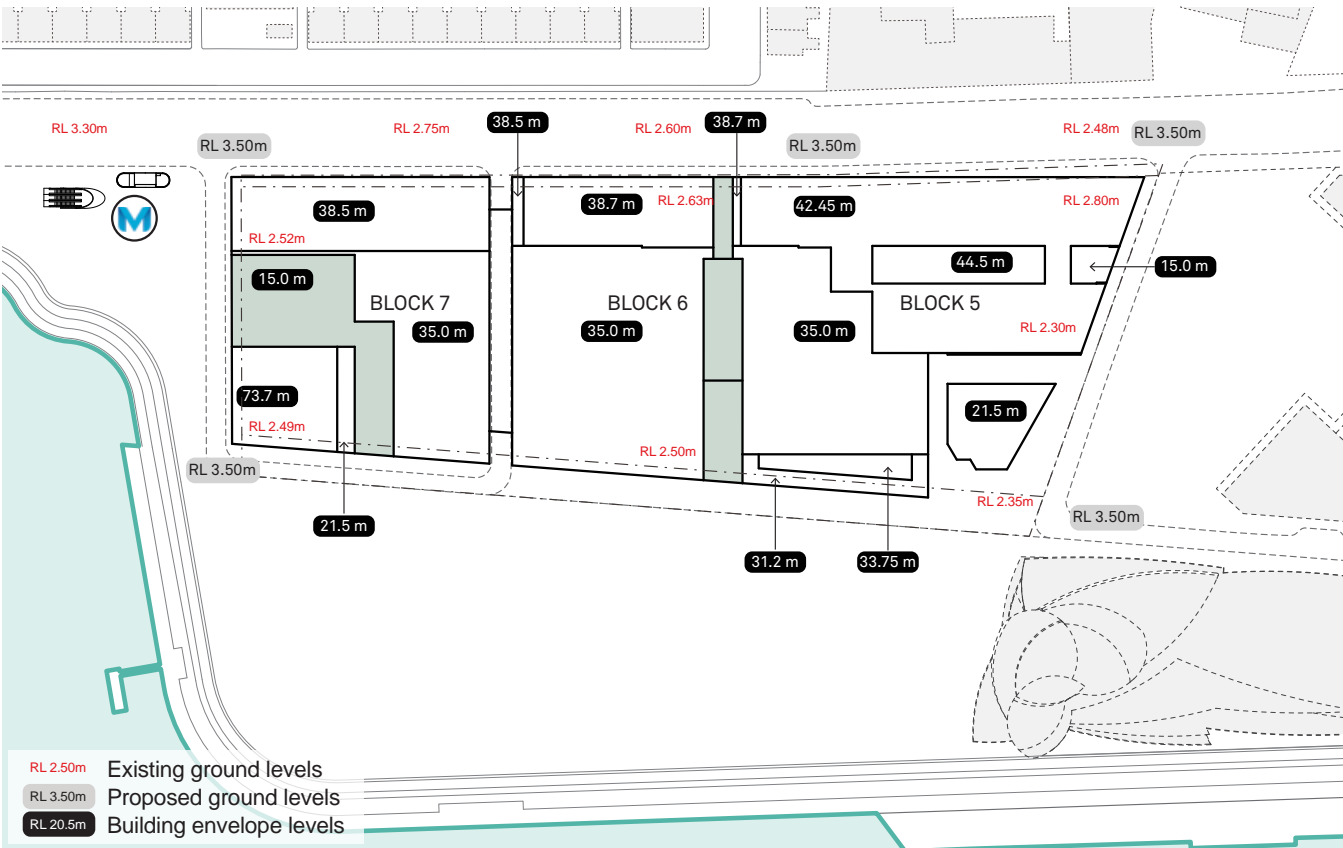 38.5 m
38.7 m
RL 3.30m
RL 2.75m
RL 2.60m
RL 2.48m
RL 3.50m
RL 3.50m
RL 3.50m
M
38.5 m
38.7 m
RL 2.63m
42.45 m
RL 2.80m
RL 2.52m
44.5 m
15.0 m
15.0 m
BLOCK 7
BLOCK 6
BLOCK 5
35.0 m
35.0 m
35.0 m
RL 2.30m
73.7 m
21.5 m
RL 2.49m
RL 2.50m
RL 3.50m
RL 2.35m
RL 3.50m
21.5 m
31.2 m
33.75 m
RL 2.50m Existing ground levels
RL 3.50m Proposed ground levels
RL 20.5m Building envelope levels